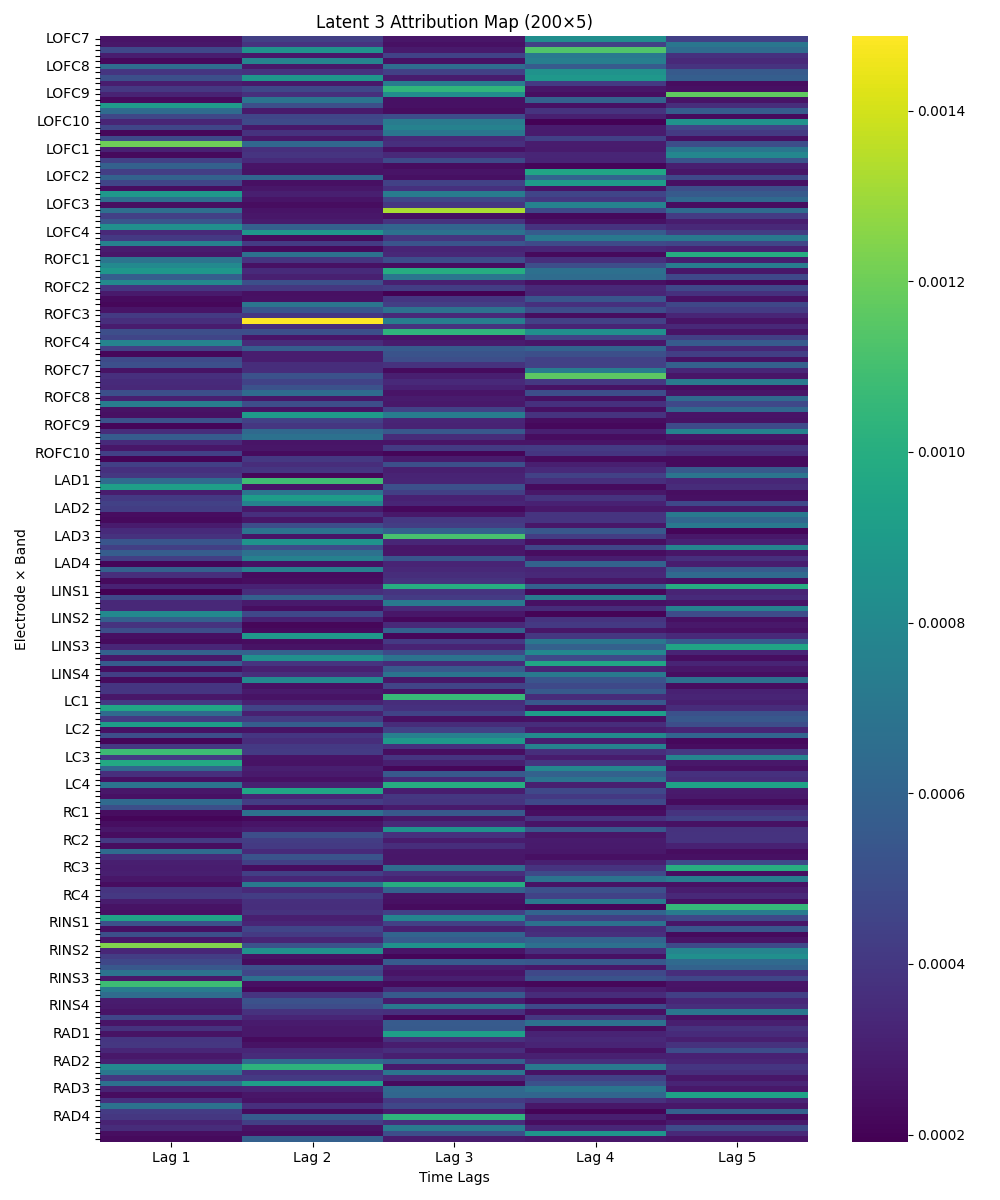 Latent 3 Attribution Map (200×5)
LOFC7
LOFC8
LOFC9
LOFC10
LOFC1
LOFC2
LOFC3
LOFC4
ROFC1
ROFC2
ROFC3
ROFC4
ROFC7
ROFC8
ROFC9
ROFC10
LAD1
LAD2
LAD3
LAD4
LINS1
LINS2
LINS3
LINS4
LC1
LC2
LC3
LC4
RC1
RC2
RC3
RC4
RINS1
RINS2
RINS3
RINS4
RAD1
RAD2
RAD3
RAD4
Electrode × Band
Lag 1 Lag 2 Lag 3 Lag 4 Lag 5
Time Lags
0.0014
0.0012
0.0010
0.0008
0.0006
0.0004
0.0002